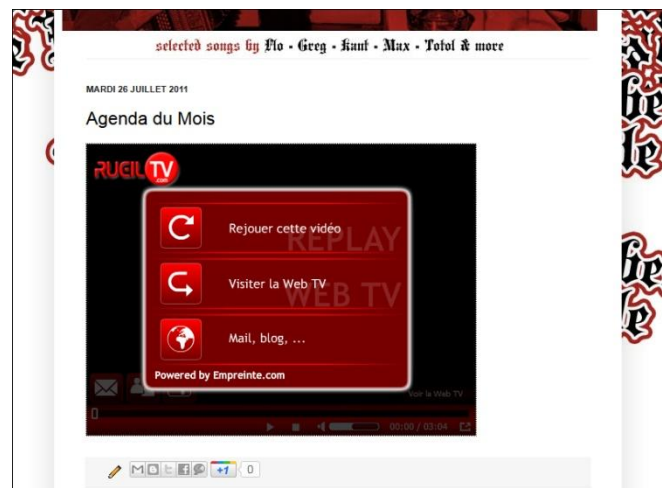 selected songs by Flo - Greg - Kant - Max - Totof & more
MARDI 26 JUILLET 2011
Agenda du Mois
RUEIL TV
.com
Rejouer cette vidéo
REPLAY
Visiter la Web TV
WEB TV
Mail, blog, ...
Powered by Empreinte.com
Voir la Web TV
00:00 / 03:04
+1 0